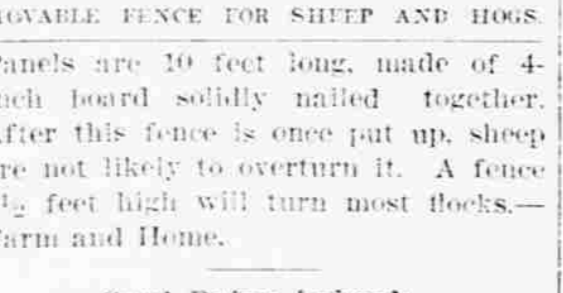 MOVABLE FENCE FOR SHEEP AND HOGS.
Panels are 10 feet long, made of 4-
inch board solidly nailed together.
After this fence is once put up, sheep
are not likely to overturn it. A fence
½ feet high will turn most flocks.—
Farm and Home.